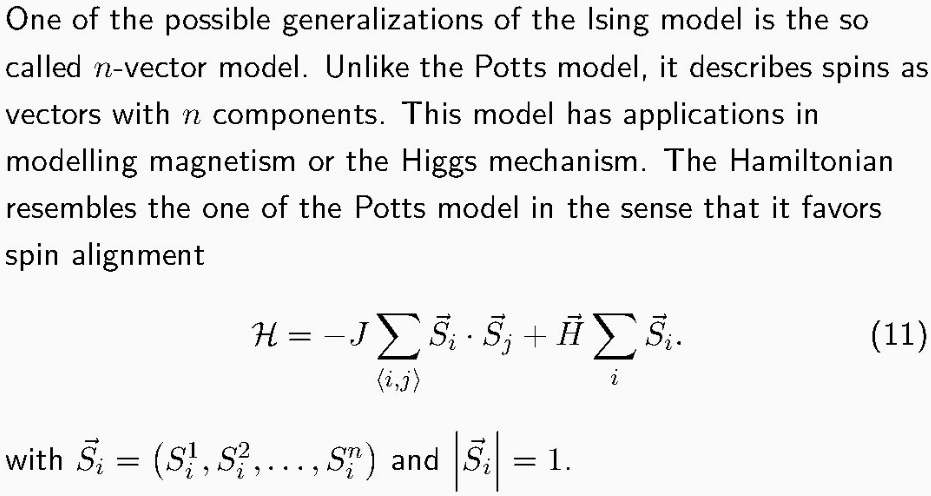 One of the possible generalizations of the Ising model is the so
called $n$-vector model. Unlike the Potts model, it describes spins as
vectors with $n$ components. This model has applications in
modelling magnetism or the Higgs mechanism. The Hamiltonian
resembles the one of the Potts model in the sense that it favors
spin alignment
$\mathcal{H} = -J \sum_{\langle i,j \rangle} \vec{S}_i \cdot \vec{S}_j + \vec{H} \sum_i \vec{S}_i.$ (11)
with $\vec{S}_i = \left( S_i^1, S_i^2, \ldots, S_i^n \right)$ and $\left| \vec{S}_i \right| = 1.$